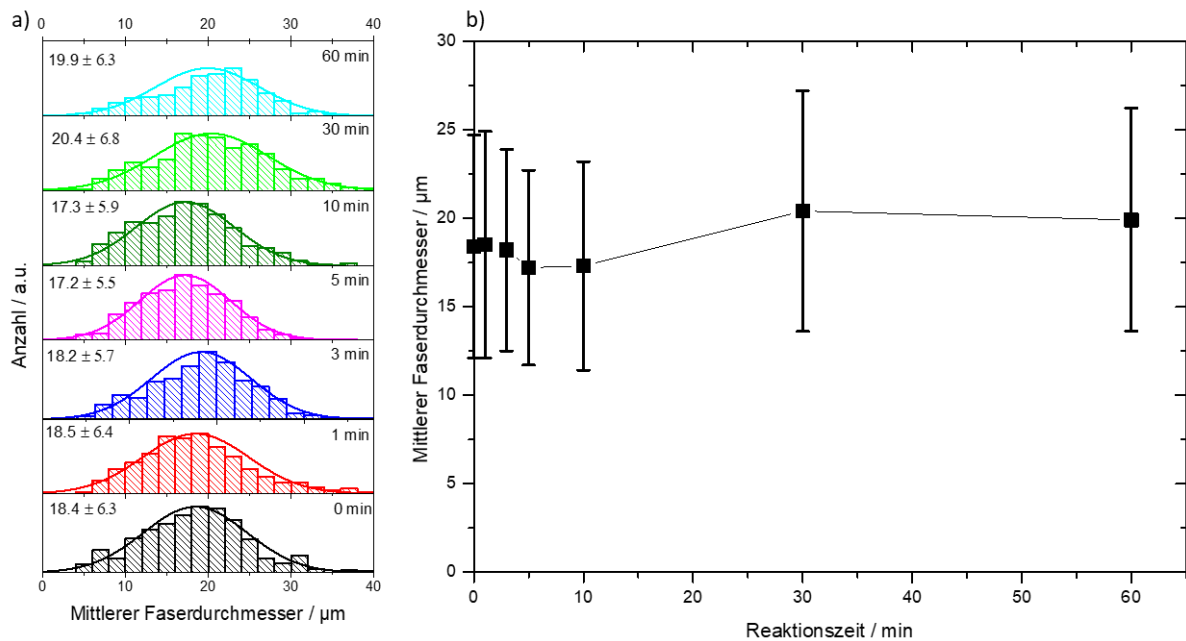 a)
0 10 20 30 40
19.9 ± 6.3 60 min
20.4 ± 6.8 30 min
17.3 ± 5.9 10 min
17.2 ± 5.5 5 min
18.2 ± 5.7 3 min
18.5 ± 6.4 1 min
18.4 ± 6.3 0 min
Anzahl / a.u.
0 10 20 30 40
Mittlerer Faserdurchmesser / µm
b)
30
25
20
15
10
5
0
Mittlerer Faserdurchmesser / µm
0 10 20 30 40 50 60
Reaktionszeit / min